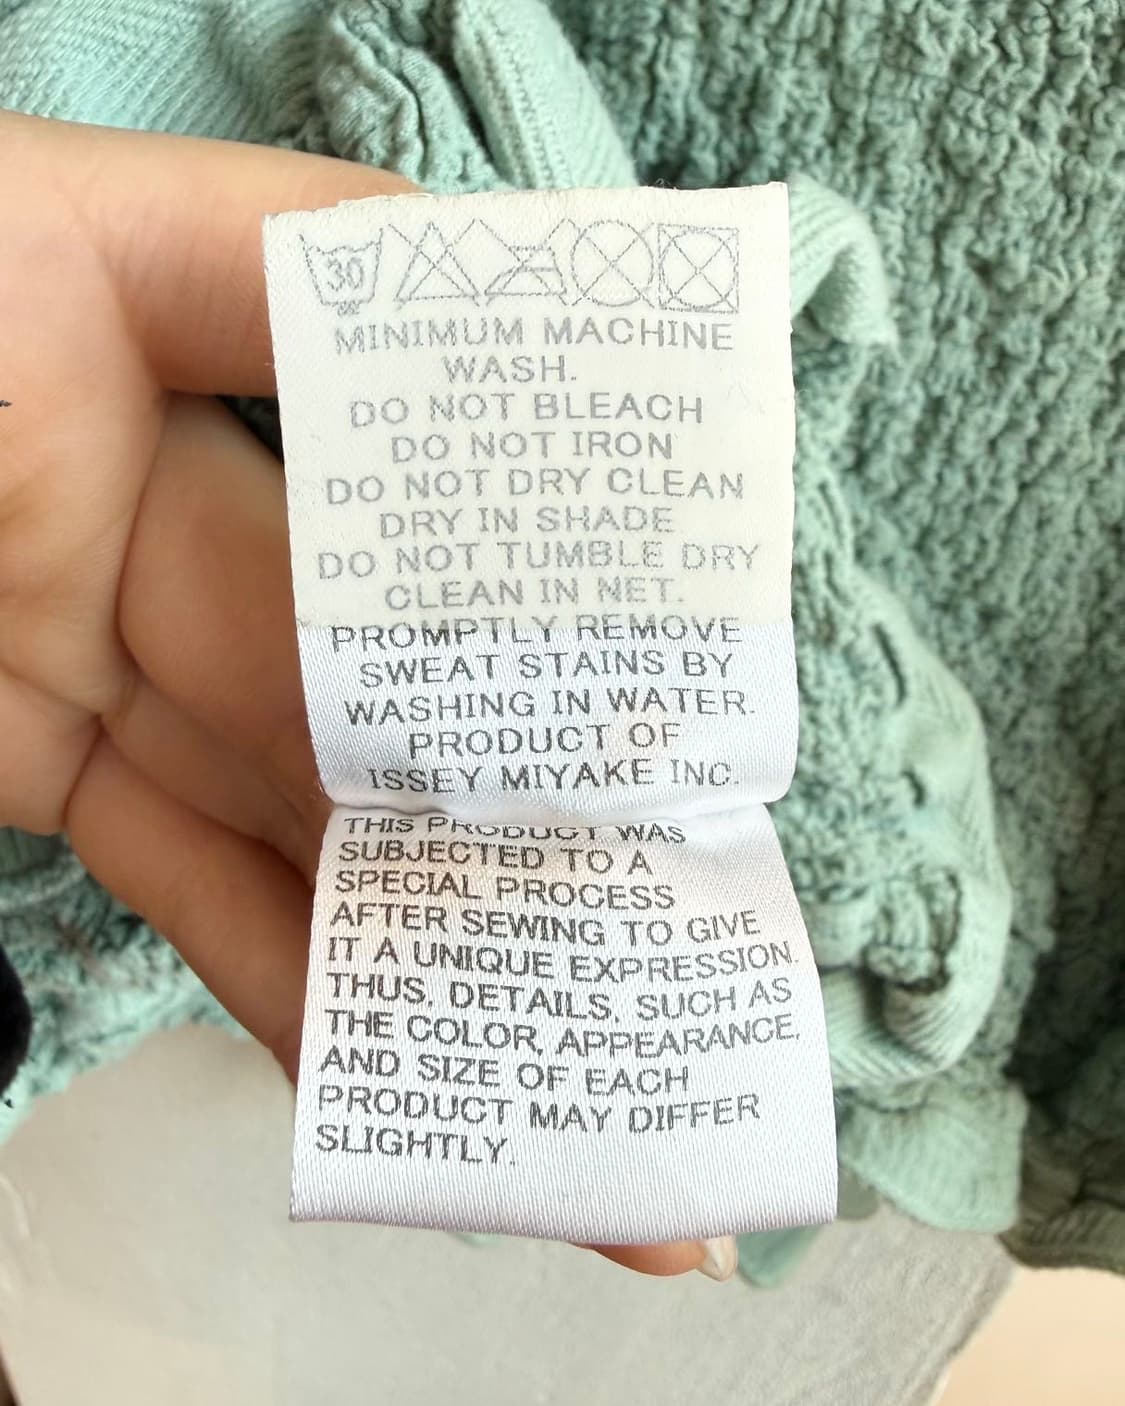 30
MINIMUM MACHINE
WASH.
DO NOT BLEACH
DO NOT IRON
DO NOT DRY CLEAN
DRY IN SHADE
DO NOT TUMBLE DRY
CLEAN IN NET.
PROMPTLY REMOVE
SWEAT STAINS BY
WASHING IN WATER.
PRODUCT OF
ISSEY MIYAKE INC.
THIS PRODUCT WAS
SUBJECTED TO A
SPECIAL PROCESS
AFTER SEWING TO GIVE
IT A UNIQUE EXPRESSION.
THUS, DETAILS, SUCH AS
THE COLOR, APPEARANCE,
AND SIZE OF EACH
PRODUCT MAY DIFFER
SLIGHTLY.